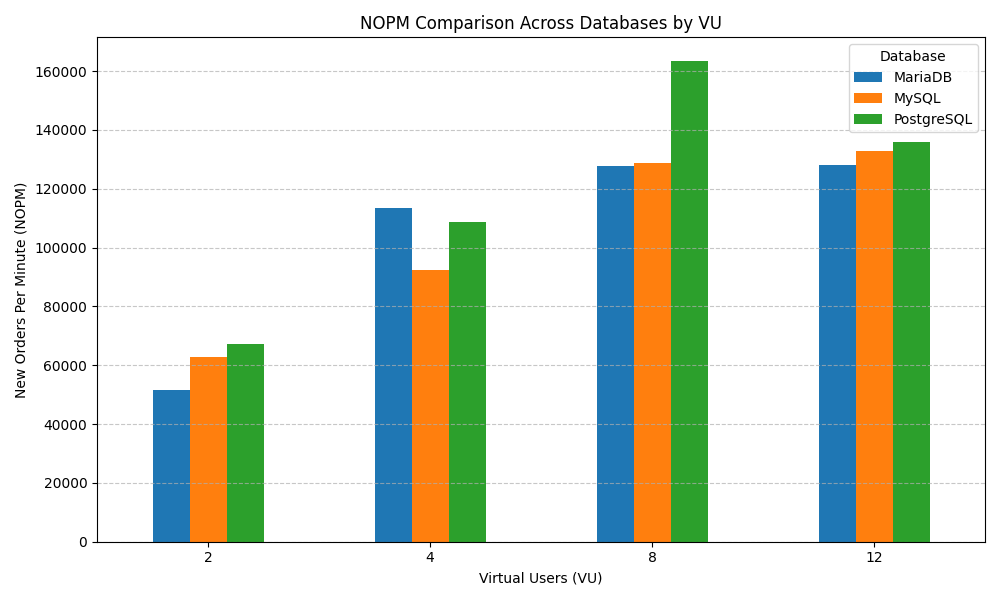 NOPM Comparison Across Databases by VU
Database
MariaDB
MySQL
PostgreSQL
New Orders Per Minute (NOPM)
160000
140000
120000
100000
80000
60000
40000
20000
0
2 4 8 12
Virtual Users (VU)